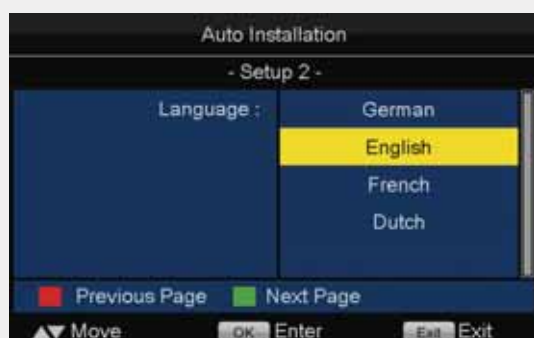 Auto Installation
- Setup 2 -
Language : German
English
French
Dutch
Previous Page Next Page
Move OK Enter Exit Exit